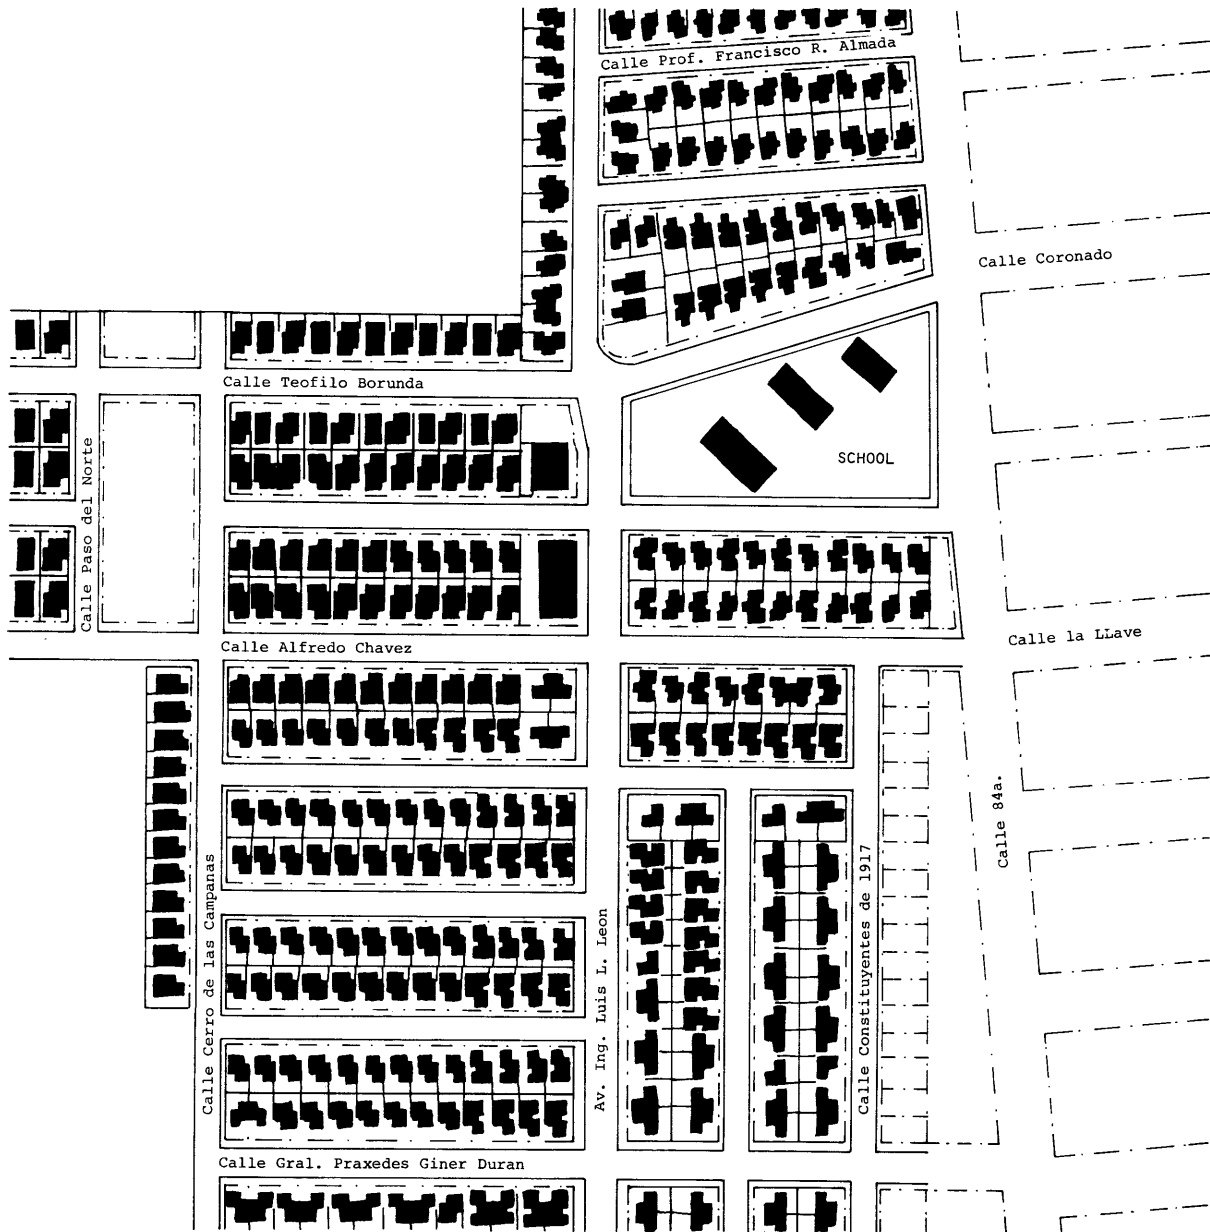 Calle Prof. Francisco R. Almada
Calle Coronado
Calle Teofilo Borunda
SCHOOL
Calle Paso del Norte
Calle la LLave
Calle Alfredo Chavez
Calle 84a.
Calle Cerro de las Campanas
Av. Ing. Luis L. Leon
Calle Constituyentes de 1917
Calle Gral. Praxedes Giner Duran